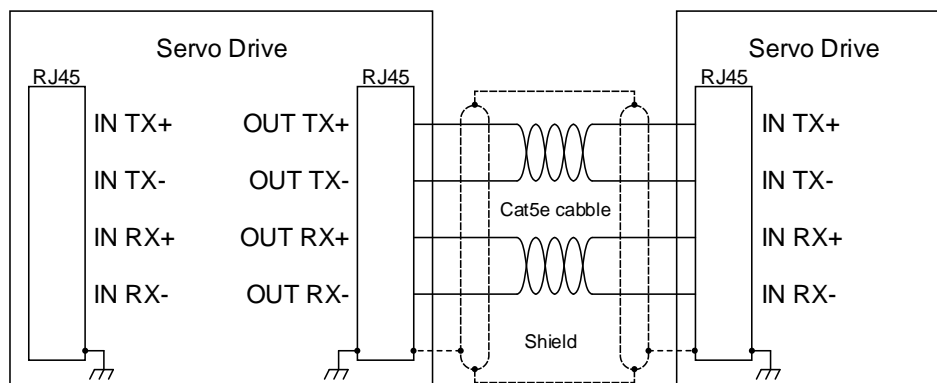 Servo Drive
Servo Drive
RJ45
RJ45
RJ45
IN TX+
OUT TX+
IN TX+
IN TX-
OUT TX-
IN TX-
Cat5e cabble
IN RX+
OUT RX+
IN RX+
IN RX-
OUT RX-
IN RX-
Shield